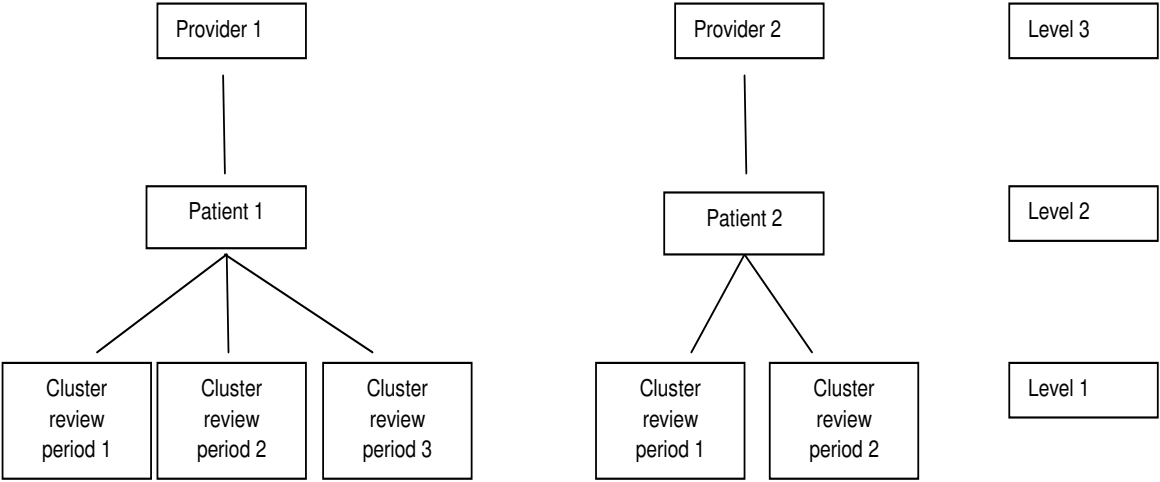 Provider 1
Provider 2
Level 3
Patient 1
Patient 2
Level 2
Cluster
review
period 1
Cluster
review
period 2
Cluster
review
period 3
Cluster
review
period 1
Cluster
review
period 2
Level 1